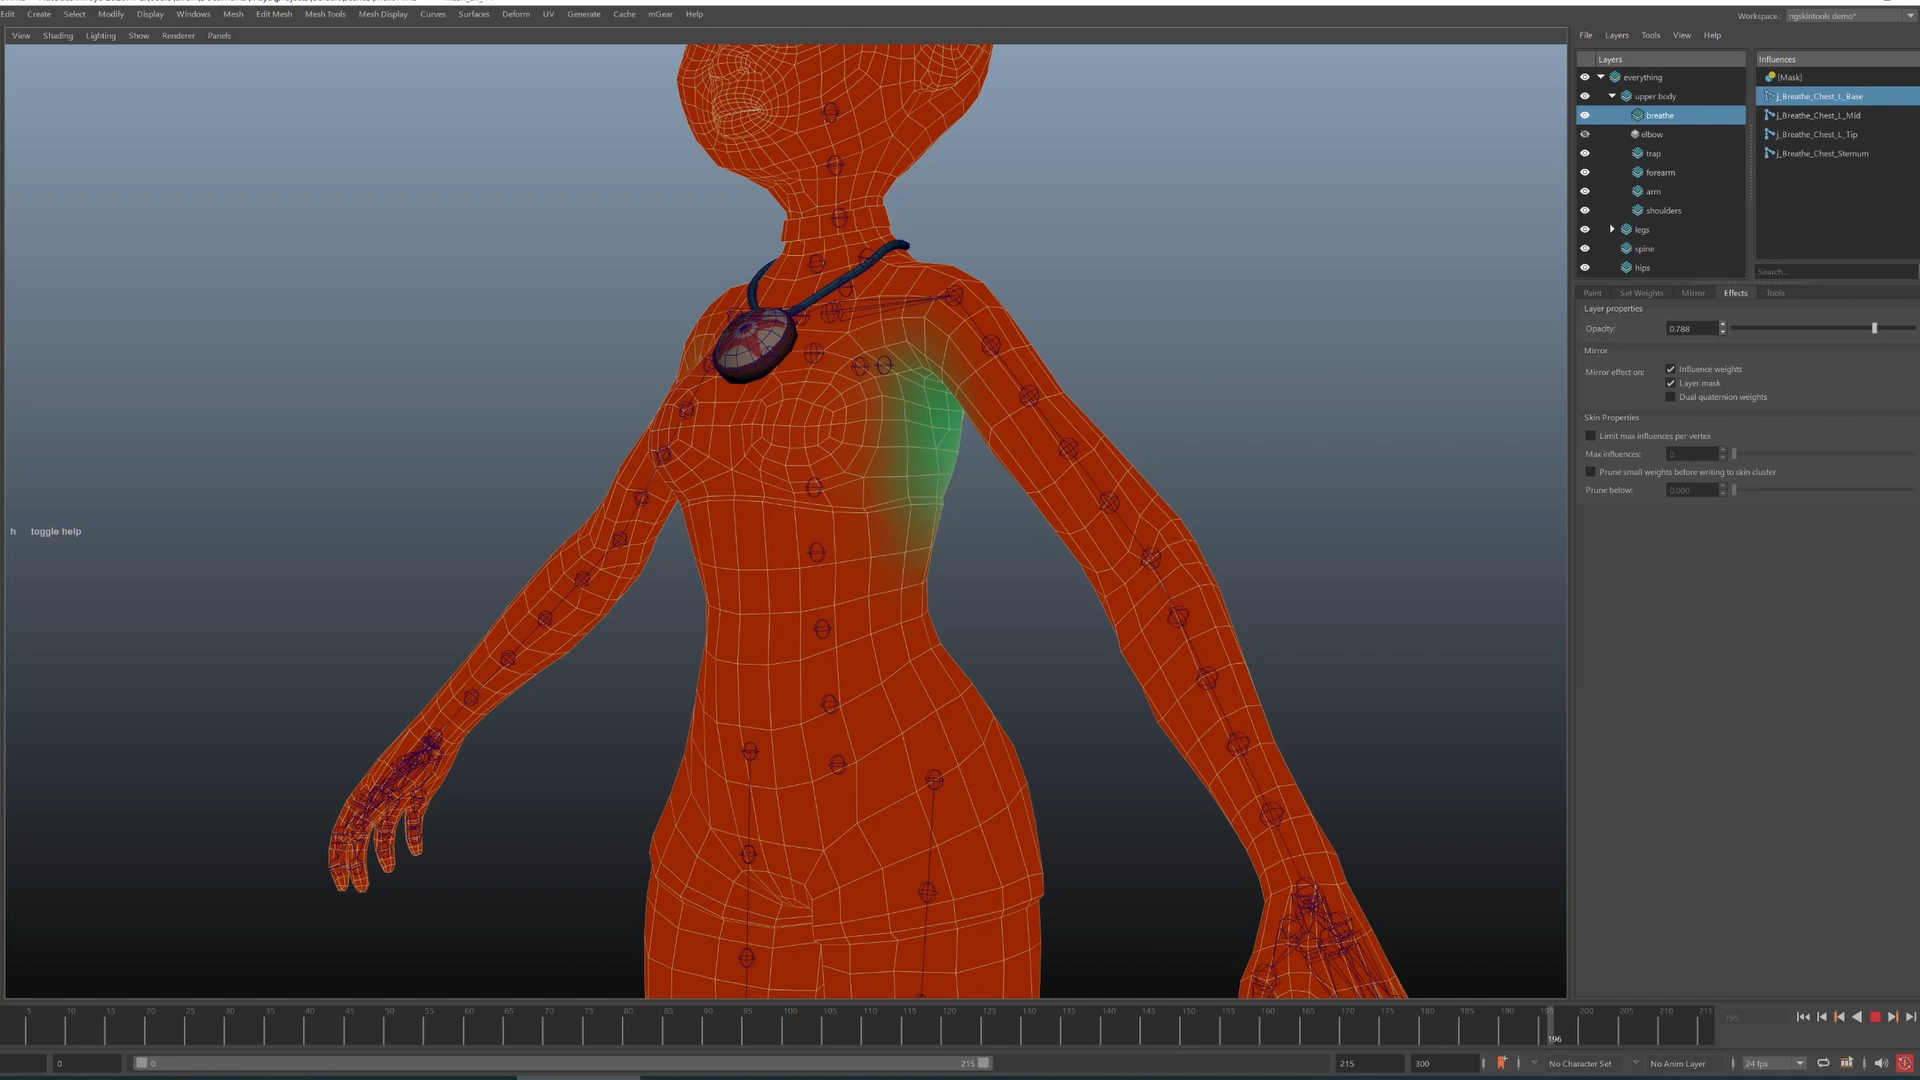 Edit Create Select Modify Display Windows Mesh Edit Mesh Mesh Tools Mesh Display Curves Surfaces Deform UV Generate Cache mGear Help
Workspace : ngskintools demo*
View Shading Lighting Show Renderer Panels
File Layers Tools View Help
Layers
everything
upper body
breathe
elbow
trap
forearm
arm
shoulders
legs
spine
hips
Influences
[Mask]
j_Breathe_Chest_L_Base
j_Breathe_Chest_L_Mid
j_Breathe_Chest_L_Tip
j_Breathe_Chest_Sternum
Search...
Paint Set Weights Mirror Effects Tools
Layer properties
Opacity: 0.788
Mirror
Mirror effect on: Influence weights
Layer mask
Dual quaternion weights
Skin Properties
Limit max influences per vertex
Max influences: 0
Prune small weights before writing to skin cluster
Prune below: 0.000
h toggle help
5 10 15 20 25 30 35 40 45 50 55 60 65 70 75 80 85 90 95 100 105 110 115 120 125 130 135 140 145 150 155 160 165 170 175 180 185 190 195 200 205 210 215
195
196
0 0 215 215 300 No Character Set No Anim Layer 24 fps